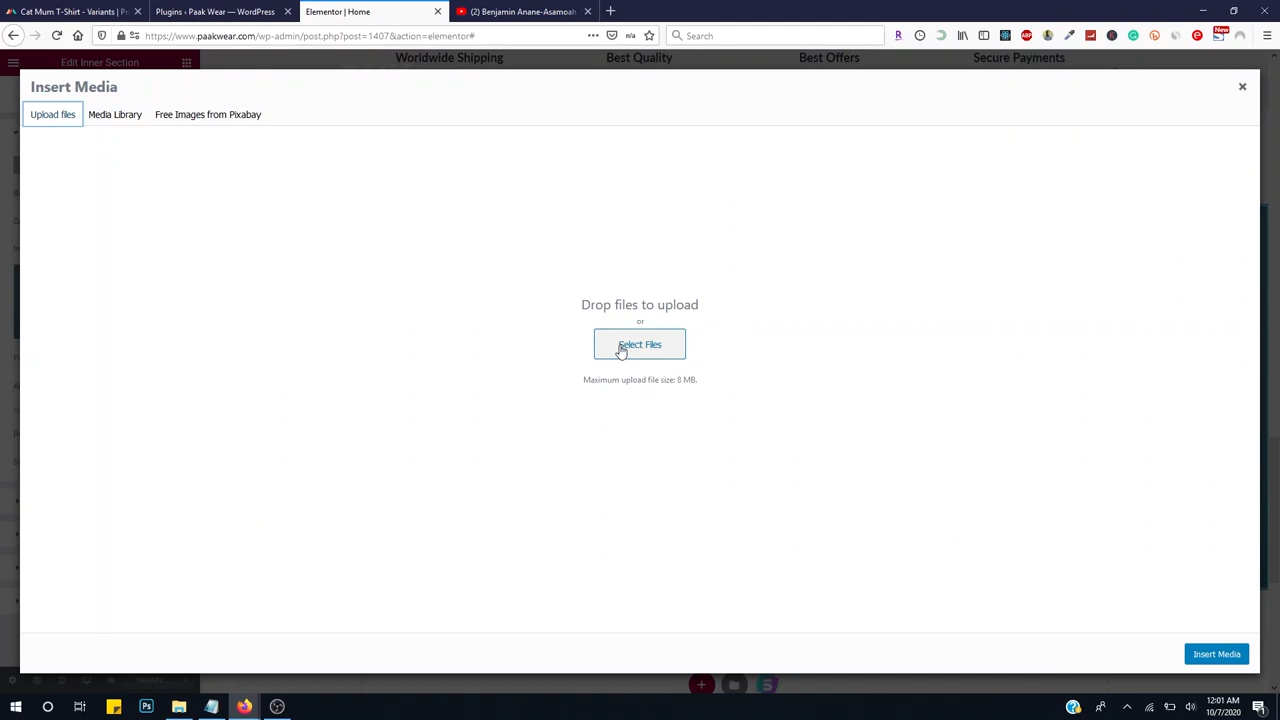 Cat Mum T-Shirt - Variants | Pr
Plugins ‹ Paak Wear — WordPress
Elementor | Home
(2) Benjamin Anane-Asamoah
https://www.paakwear.com/wp-admin/post.php?post=1407&action=elementor#
Search
New
Edit Inner Section
Worldwide Shipping
Best Quality
Best Offers
Secure Payments
Insert Media
Upload files
Media Library
Free Images from Pixabay
Drop files to upload
or
Select Files
Maximum upload file size: 8 MB.
Insert Media
12:01 AM
10/7/2020